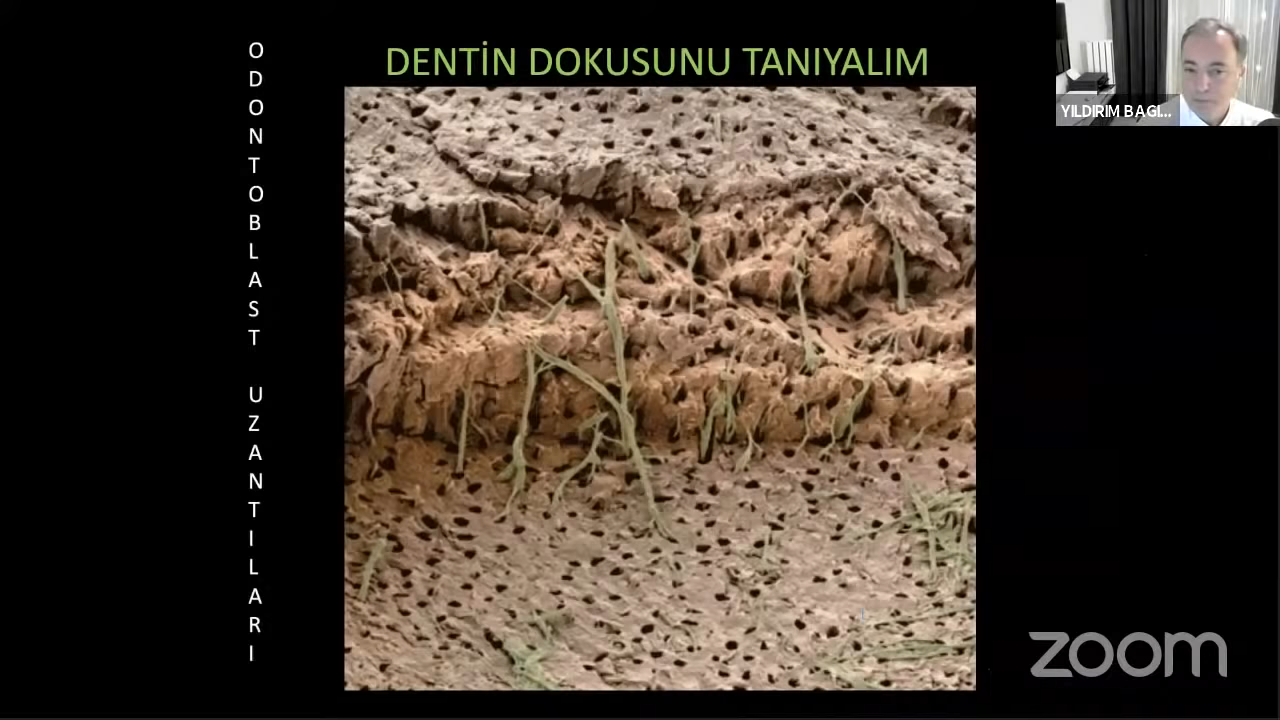 DENTİN DOKUSUNU TANIYALIM
ODONTOBLAST UZANTILARI
YILDIRIM BAGI...
zoom